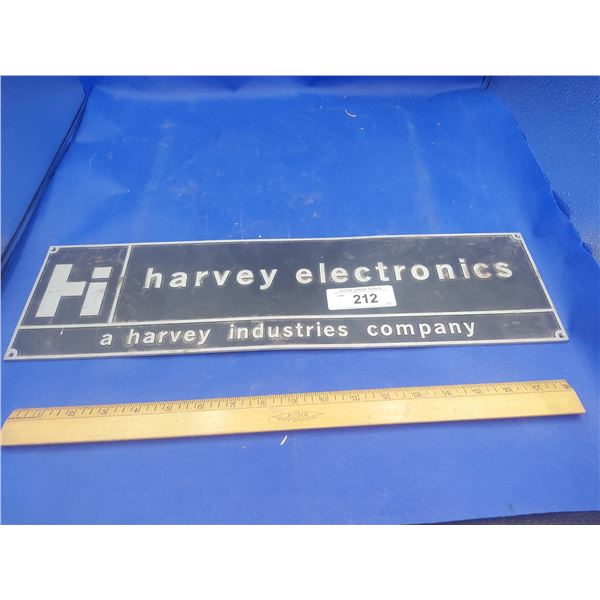 hi
harvey electronics
212
a harvey industries company